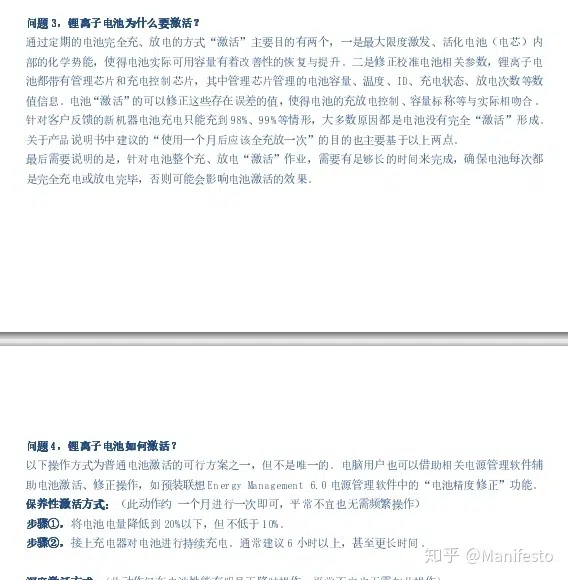 问题 3，锂离子电池为什么要激活？
通过定期的电池完全充、放电的方式“激活”主要目的有两个，一是最大限度激发、活化电池（电芯）内
部的化学势能，使得电池实际可用容量有着改善性的恢复与提升．二是修正校准电池相关参数，锂离子电
池都带有管理芯片和充电控制芯片，其中管理芯片管理的电池容量、温度、ID、充电状态、放电次数等数
值信息．电池“激活”的可以修正这些存在误差的值，使得电池的充放电控制、容量标称等与实际相吻合．
针对客户反馈的新机器电池充电只能充到 98%、99%等情形，大多数原因都是电池没有完全“激活”形成．
关于产品说明书中建议的“使用一个月后应该全充放一次”的目的也主要基于以上两点．
最后需要说明的是，针对电池整个充、放电“激活”作业，需要有足够长的时间来完成，确保电池每次都
是完全充电或放电完毕，否则可能会影响电池激活的效果．
问题 4，锂离子电池如何激活？
以下操作方式为普通电池激活的可行方案之一，但不是唯一的．电脑用户也可以借助相关电源管理软件辅
助电池激活、修正操作，如预装联想 Energy Management 6.0 电源管理软件中的“电池精度修正”功能．
保养性激活方式：（此动作约 一个月进行一次即可，平常不宜也无需频繁操作）
步骤①，将电池电量降低到 20%以下，但不低于 10%．
步骤②，接上充电器对电池进行持续充电．通常建议 6 小时以上，甚至更长时间．
知乎 @Manifesto